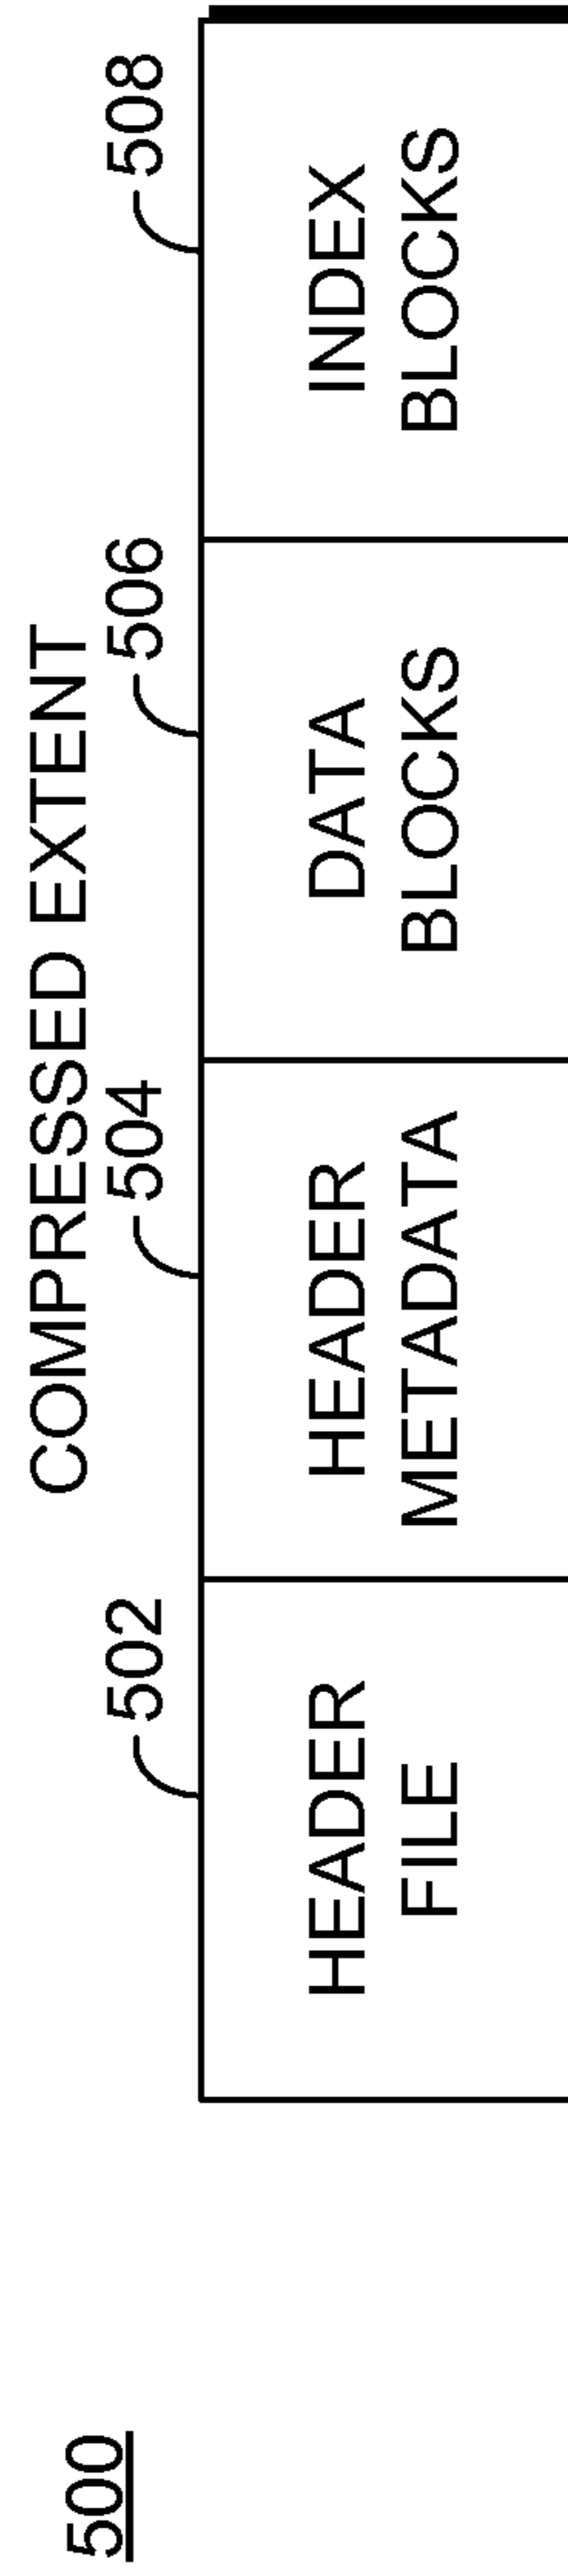 500
COMPRESSED EXTENT
502
504
506
508
HEADER
FILE
HEADER
METADATA
DATA
BLOCKS
INDEX
BLOCKS